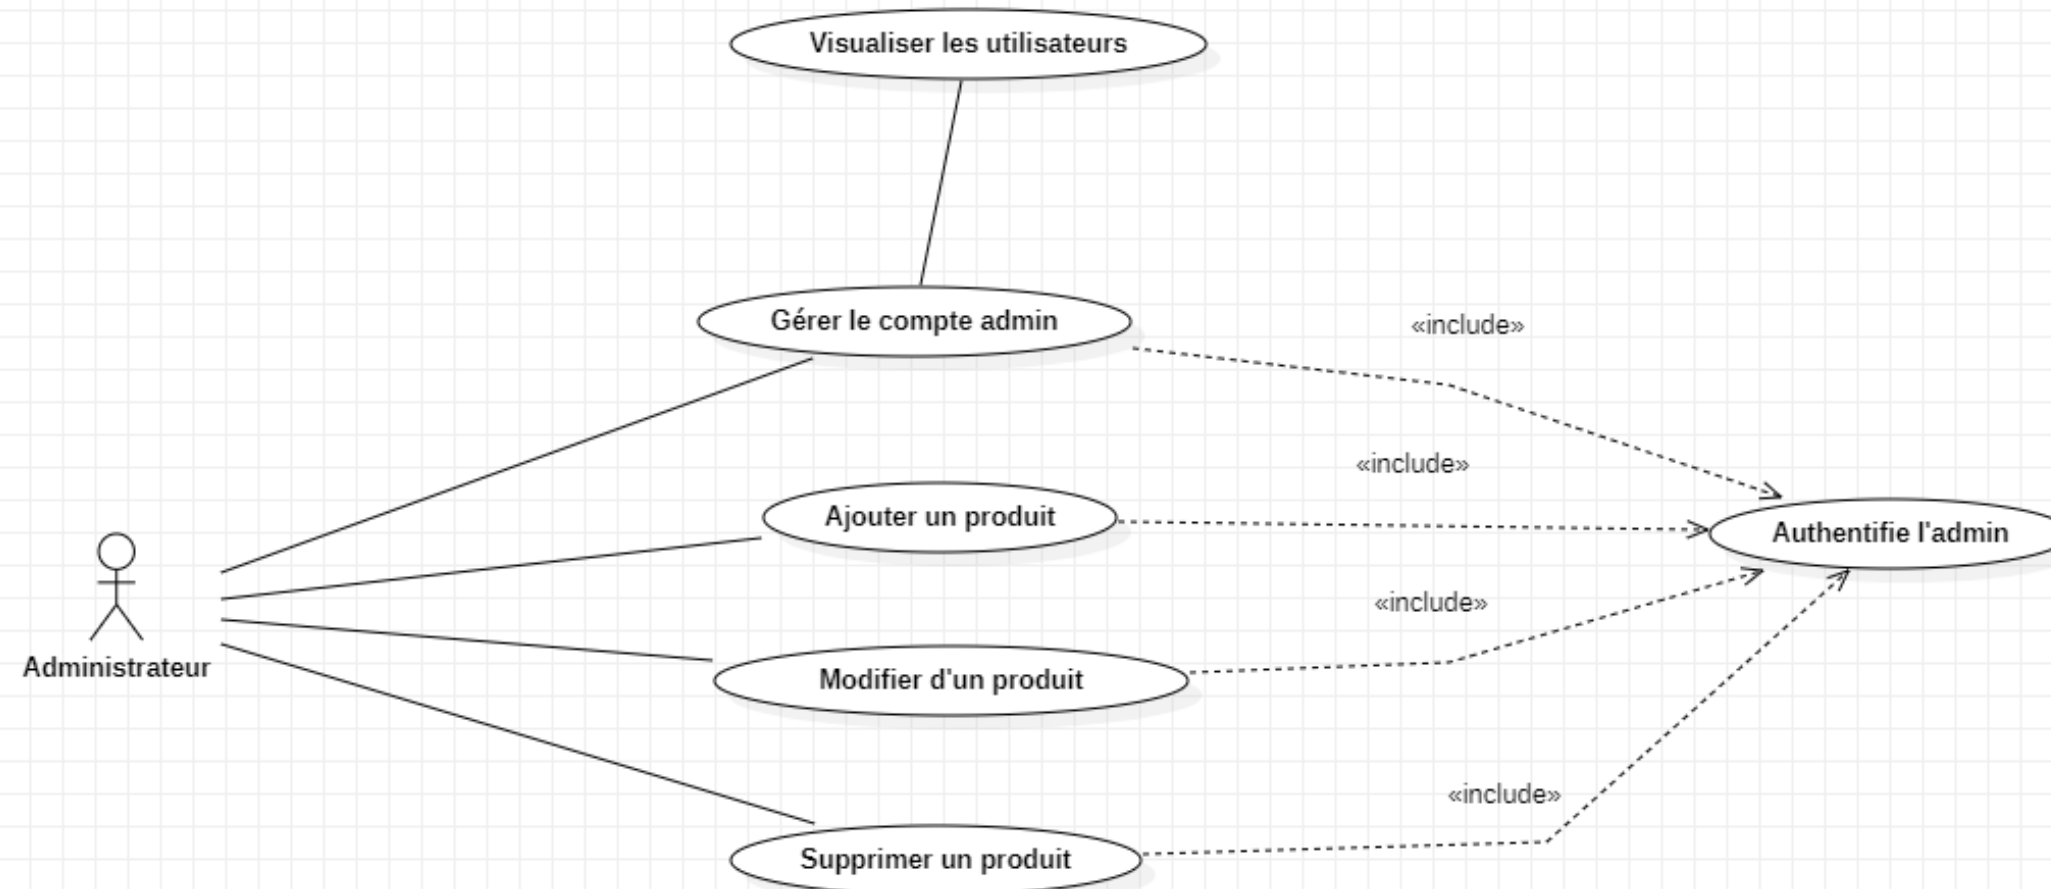 Visualiser les utilisateurs
Gérer le compte admin
«include»
«include»
Ajouter un produit
Authentifie l'admin
«include»
Administrateur
Modifier d'un produit
«include»
Supprimer un produit